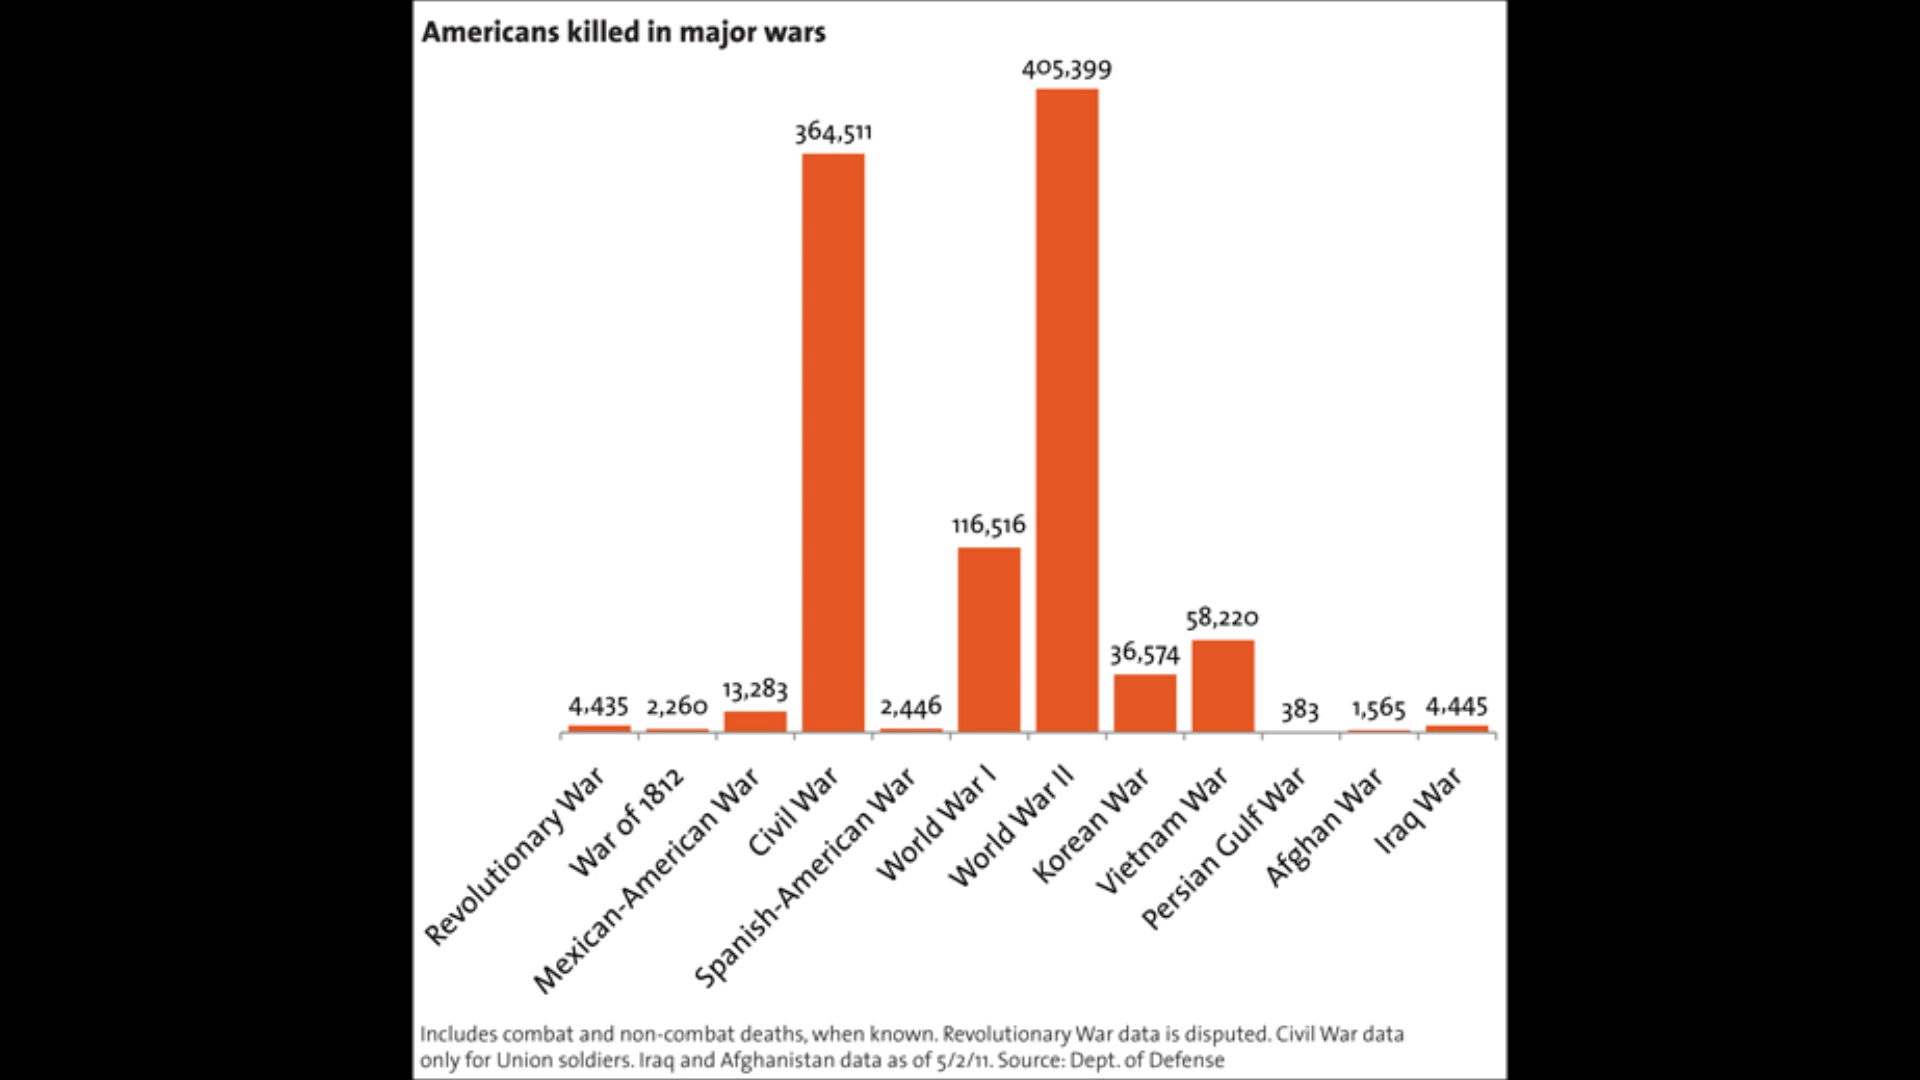 Americans killed in major wars
405,399
364,511
116,516
58,220
36,574
13,283
4,435
2,260
2,446
383
1,565
4,445
Revolutionary War
War of 1812
Mexican-American War
Civil War
Spanish-American War
World War I
World War II
Korean War
Vietnam War
Persian Gulf War
Afghan War
Iraq War
Includes combat and non-combat deaths, when known. Revolutionary War data is disputed. Civil War data
only for Union soldiers. Iraq and Afghanistan data as of 5/2/11. Source: Dept. of Defense